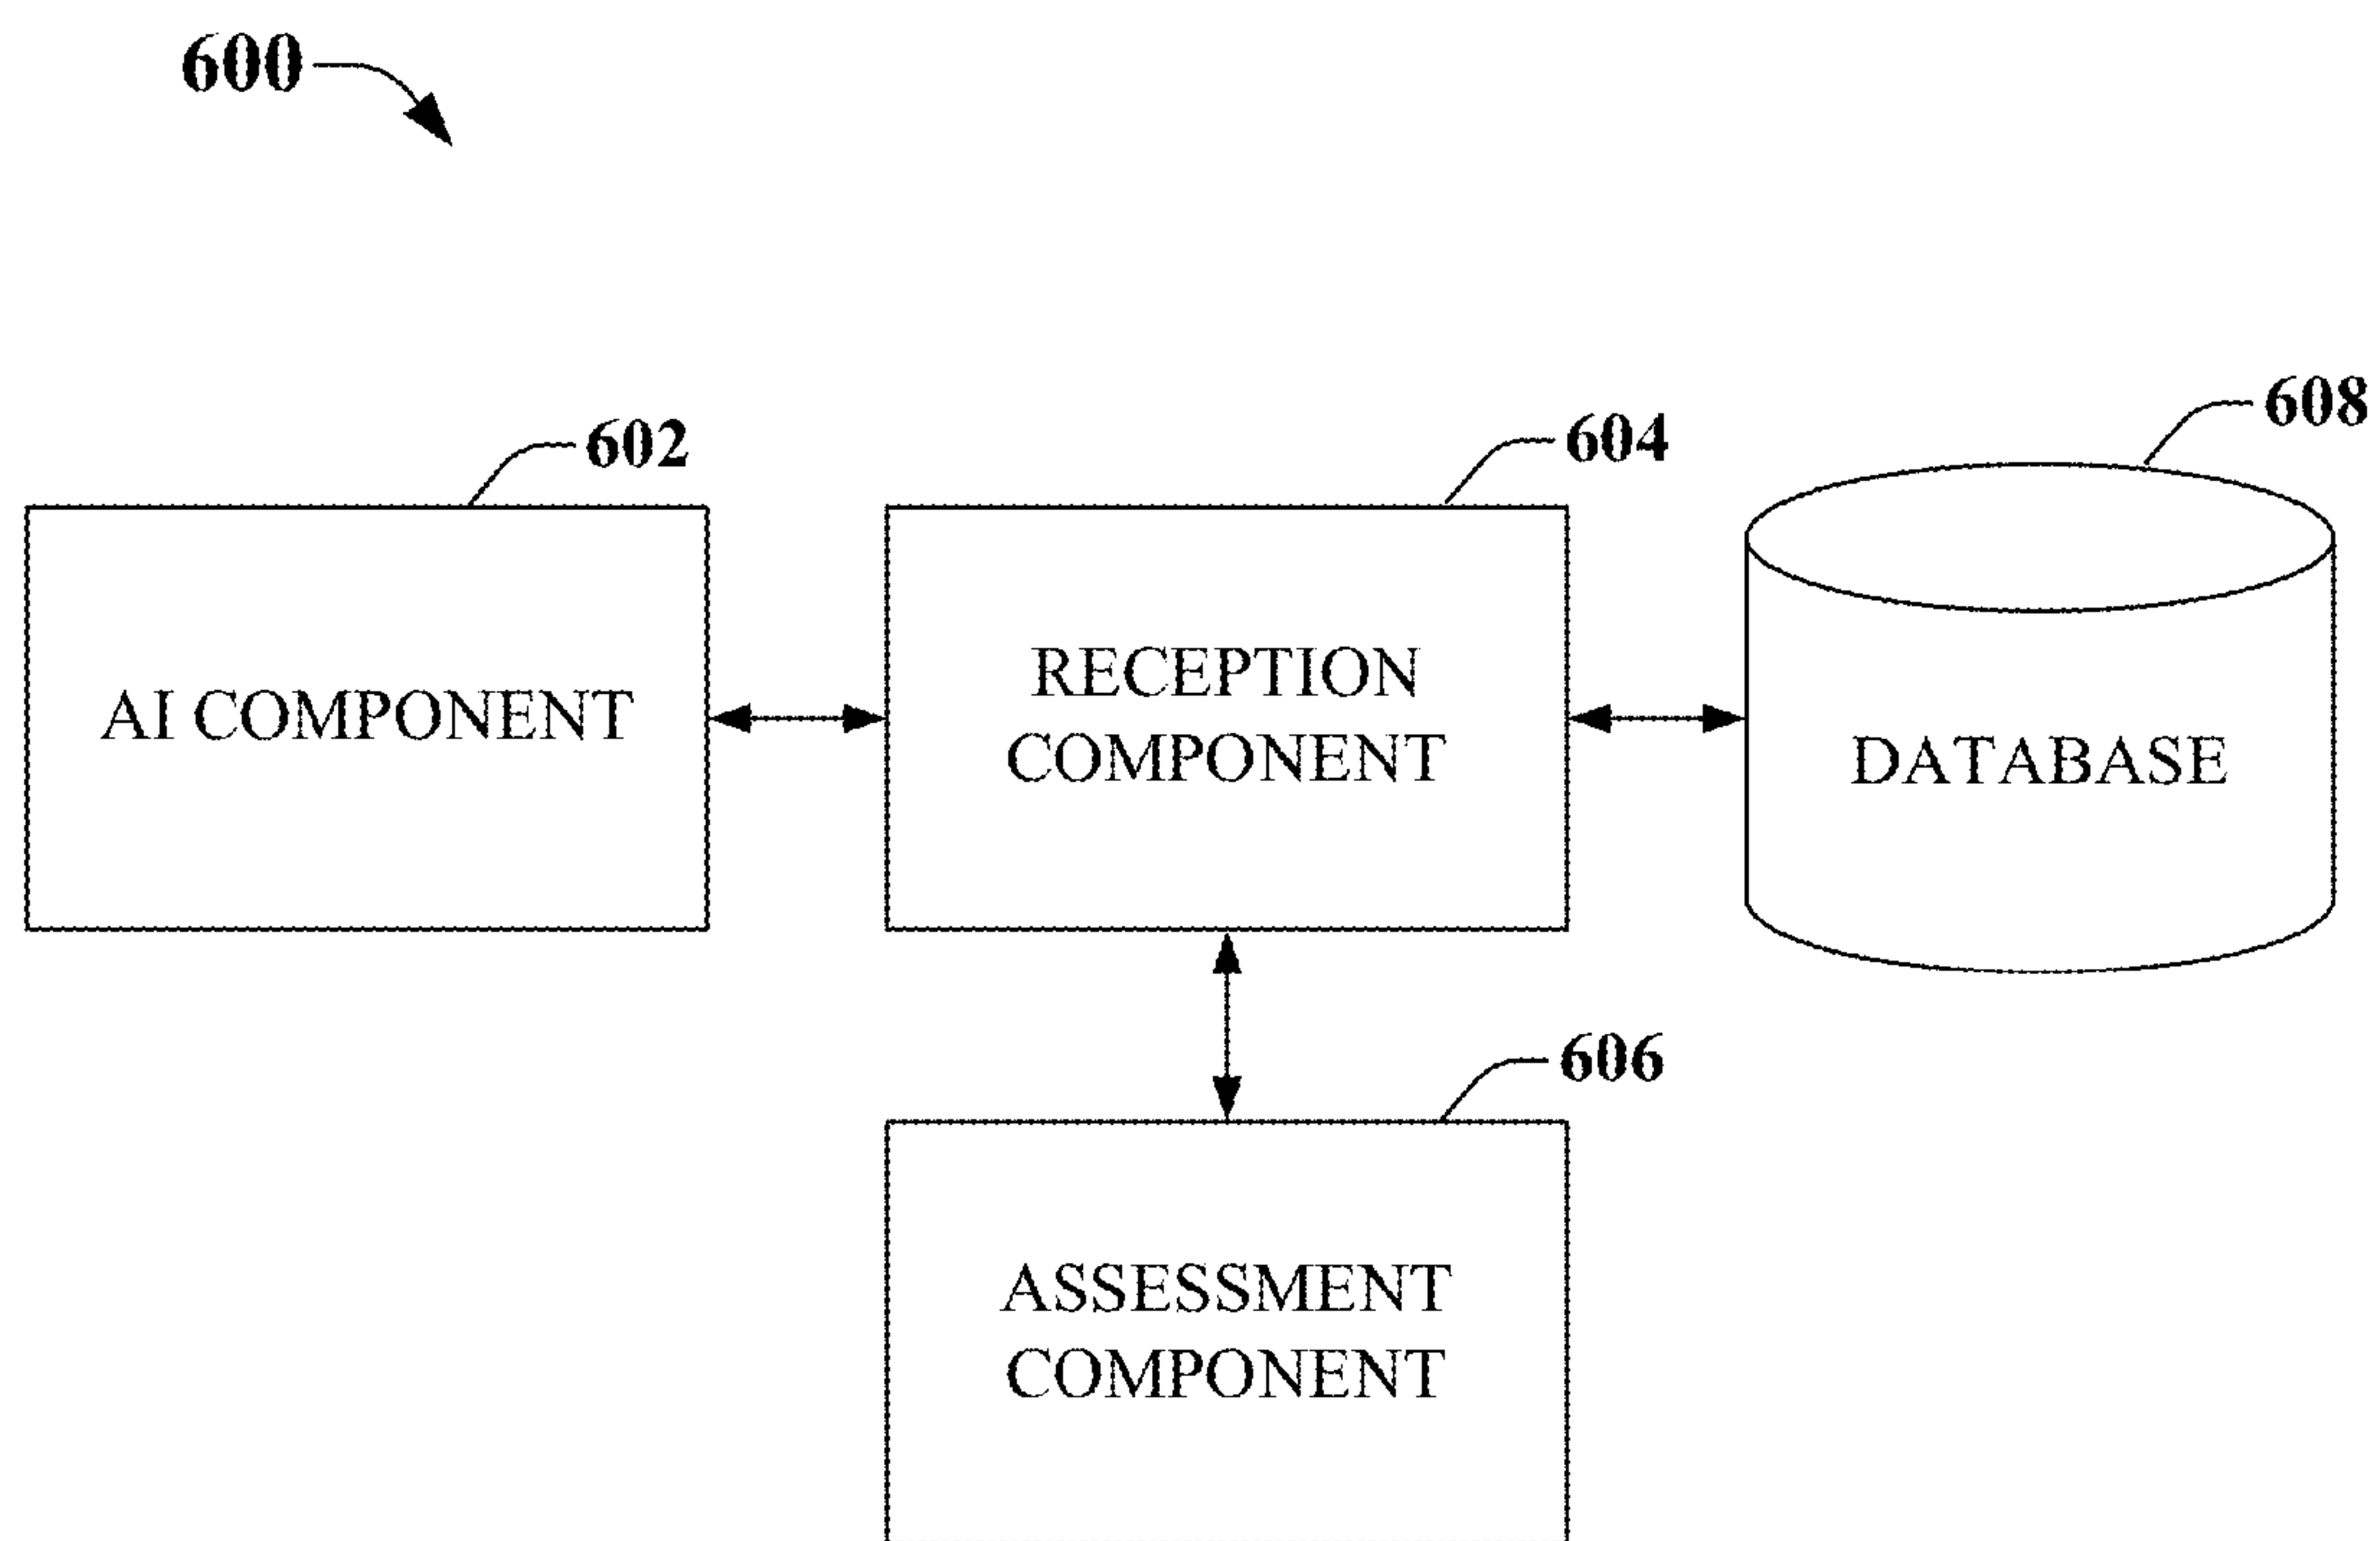 600
602
604
608
AI COMPONENT
RECEPTION
COMPONENT
DATABASE
606
ASSESSMENT
COMPONENT